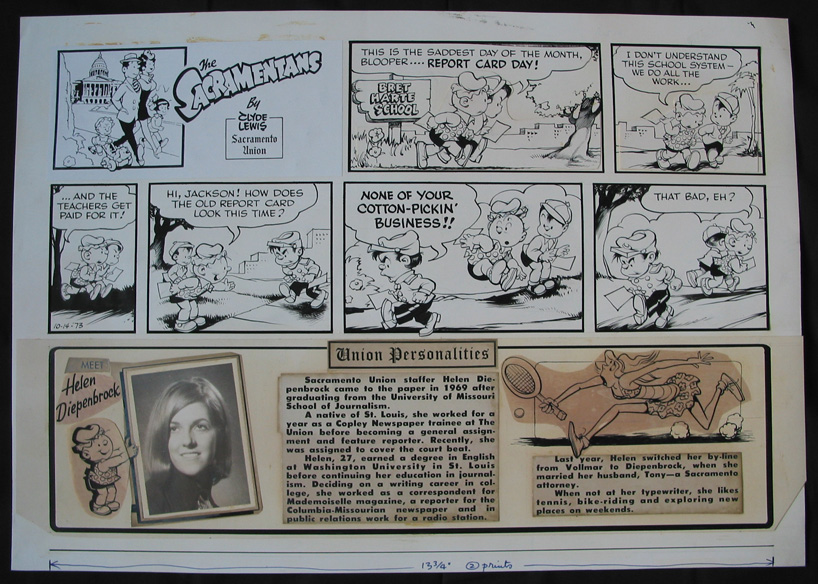 The
SACRAMENTANS
By
CLYDE
LEWIS
Sacramento
Union
THIS IS THE SADDEST DAY OF THE MONTH,
BLOOPER.... REPORT CARD DAY!
BRET
HARTE
SCHOOL
I DON'T UNDERSTAND
THIS SCHOOL SYSTEM—
WE DO ALL THE
WORK...
...AND THE
TEACHERS GET
PAID FOR IT!
10-14-73
HI, JACKSON! HOW DOES
THE OLD REPORT CARD
LOOK THIS TIME?
NONE OF YOUR
COTTON-PICKIN'
BUSINESS!!
THAT BAD, EH?
Union Personalities
MEET
Helen
Diepenbrock
Sacramento Union staffer Helen Die-
penbrock came to the paper in 1969 after
graduating from the University of Missouri
School of Journalism.
A native of St. Louis, she worked for a
year as a Copley Newspaper trainee at The
Union before becoming a general assign-
ment and feature reporter. Recently, she
was assigned to cover the court beat.
Helen, 27, earned a degree in English
at Washington University in St. Louis
before continuing her education in journal-
ism. Deciding on a writing career in col-
lege, she worked as a correspondent for
Mademoiselle magazine, a reporter for the
Columbia-Missourian newspaper and in
public relations work for a radio station.
Last year, Helen switched her by-line
from Vollmar to Diepenbrock, when she
married her husband, Tony—a Sacramento
attorney.
When not at her typewriter, she likes
tennis, bike-riding and exploring new
places on weekends.
13 3/4" 2 prints